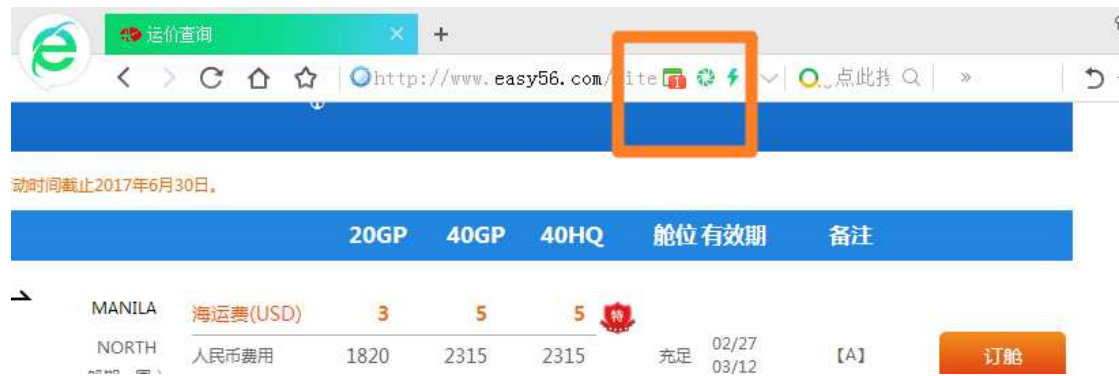 运价查询
http://www.easy56.com/ite
点此搜
动时间截止2017年6月30日。
20GP 40GP 40HQ 舱位 有效期 备注
MANILA 海运费(USD) 3 5 5 特
NORTH 人民币费用 1820 2315 2315 充足 02/27 03/12 【A】 订舱